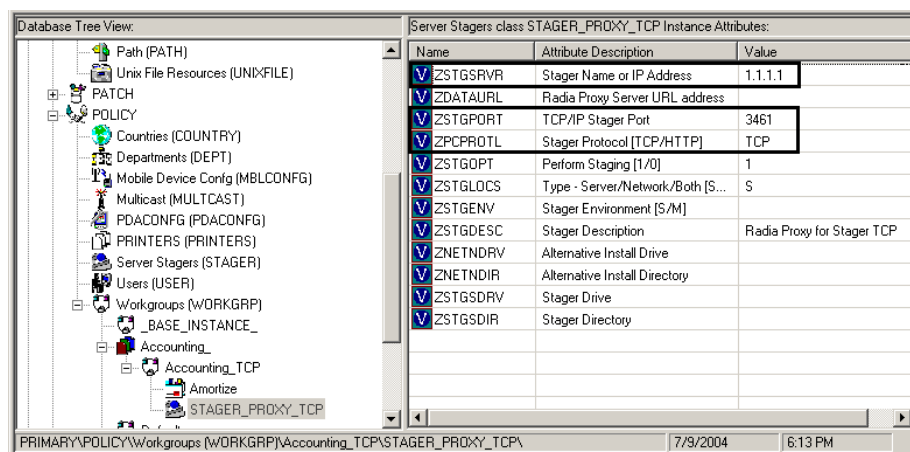 Database Tree View:
Path (PATH)
Unix File Resources (UNIXFILE)
PATCH
POLICY
Countries (COUNTRY)
Departments (DEPT)
Mobile Device Confg (MBLCONFG)
Multicast (MULTCAST)
PDACONFG (PDACONFG)
PRINTERS (PRINTERS)
Server Stagers (STAGER)
Users (USER)
Workgroups (WORKGRP)
_BASE_INSTANCE_
Accounting_
Accounting_TCP
Amortize
STAGER_PROXY_TCP
Server Stagers class STAGER_PROXY_TCP Instance Attributes:
Name Attribute Description Value
V ZSTGSRVR Stager Name or IP Address 1.1.1.1
V ZDATAURL Radia Proxy Server URL address
V ZSTGPORT TCP/IP Stager Port 3461
V ZPCPROTL Stager Protocol [TCP/HTTP] TCP
V ZSTGOPT Perform Staging [1/0] 1
V ZSTGLOCS Type - Server/Network/Both [S... S
V ZSTGENV Stager Environment [S/M]
V ZSTGDESC Stager Description Radia Proxy for Stager TCP
V ZNETNDRV Alternative Install Drive
V ZNETNDIR Alternative Install Directory
V ZSTGSDRV Stager Drive
V ZSTGSDIR Stager Directory
PRIMARY\POLICY\Workgroups (WORKGRP)\Accounting_TCP\STAGER_PROXY_TCP\ 7/9/2004 6:13 PM